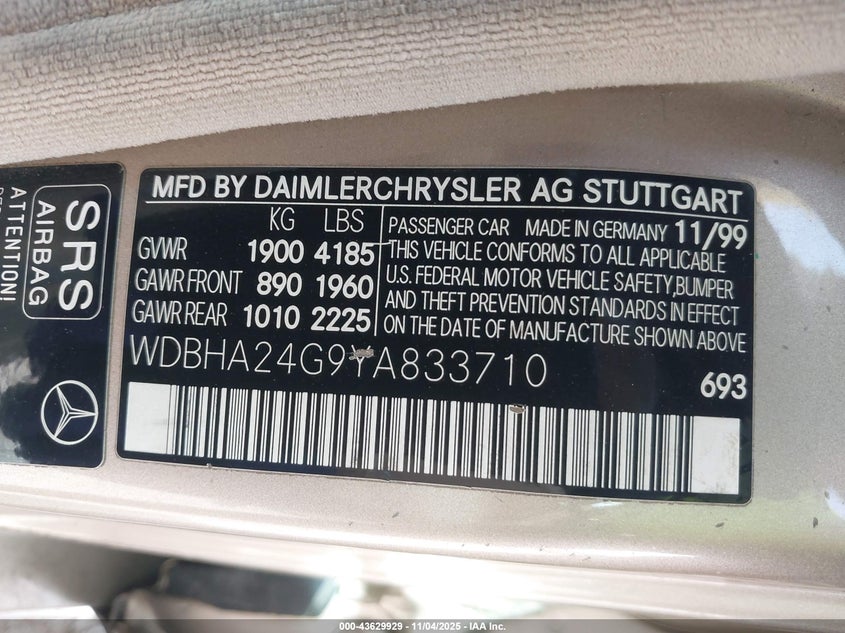 MFD BY DAIMLERCHRYSLER AG STUTTGART
KG LBS
GVWR 1900 4185
GAWR FRONT 890 1960
GAWR REAR 1010 2225
PASSENGER CAR MADE IN GERMANY 11/99
THIS VEHICLE CONFORMS TO ALL APPLICABLE
U.S. FEDERAL MOTOR VEHICLE SAFETY,BUMPER
AND THEFT PREVENTION STANDARDS IN EFFECT
ON THE DATE OF MANUFACTURE SHOWN ABOVE
WDBHA24G9YA833710
693
SRS
AIRBAG
ATTENTION!
000-43629929 - 11/04/2025 - IAA Inc.